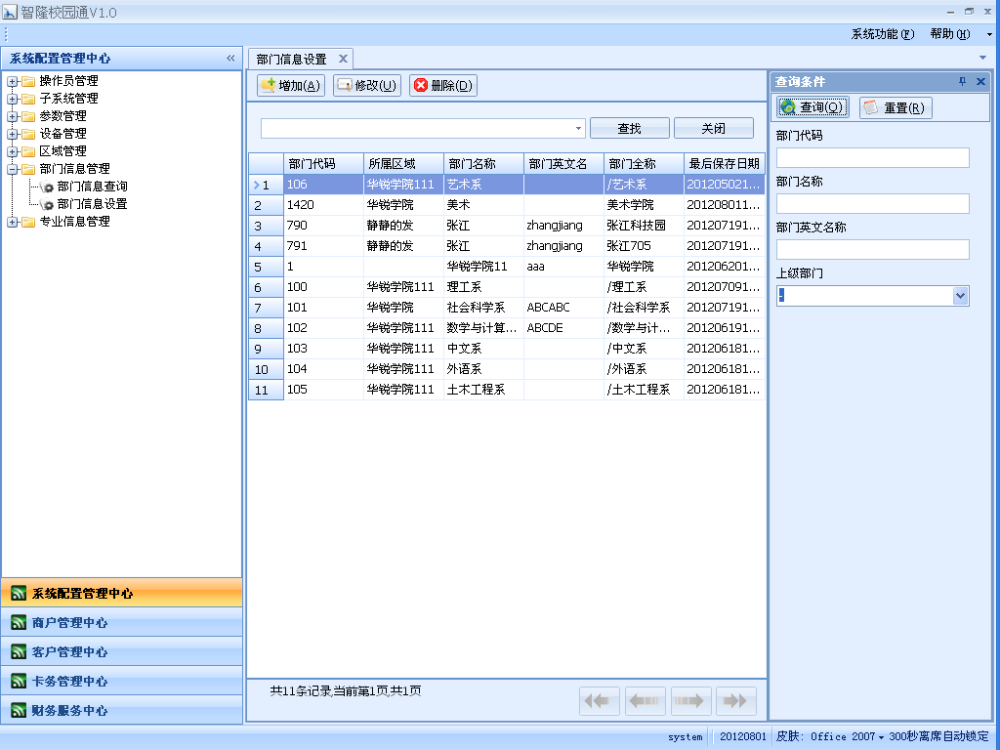 智隆校园通V1.0
系统功能(F) 帮助(H)
系统配置管理中心
操作员管理
子系统管理
参数管理
设备管理
区域管理
部门信息管理
部门信息查询
部门信息设置
专业信息管理
系统配置管理中心
商户管理中心
客户管理中心
卡务管理中心
财务服务中心
部门信息设置
增加(A) 修改(U) 删除(D)
查找 关闭
部门代码 所属区域 部门名称 部门英文名 部门全称 最后保存日期
1 106 华锐学院111 艺术系 /艺术系 201205021...
2 1420 华锐学院 美术 美术学院 201208011...
3 790 静静的发 张江 zhangjiang 张江科技园 201207191...
4 791 静静的发 张江 zhangjiang 张江705 201207191...
5 1 华锐学院11 aaa 华锐学院 201206201...
6 100 华锐学院111 理工系 /理工系 201207091...
7 101 华锐学院 社会科学系 ABCABC /社会科学系 201207191...
8 102 华锐学院111 数学与计算... ABCDE /数学与计... 201206191...
9 103 华锐学院111 中文系 /中文系 201206181...
10 104 华锐学院111 外语系 /外语系 201206181...
11 105 华锐学院111 土木工程系 /土木工程系 201206181...
共11条记录,当前第1页,共1页
查询条件
查询(Q) 重置(R)
部门代码
部门名称
部门英文名称
上级部门
-
system 20120801 皮肤: Office 2007 300秒离席自动锁定